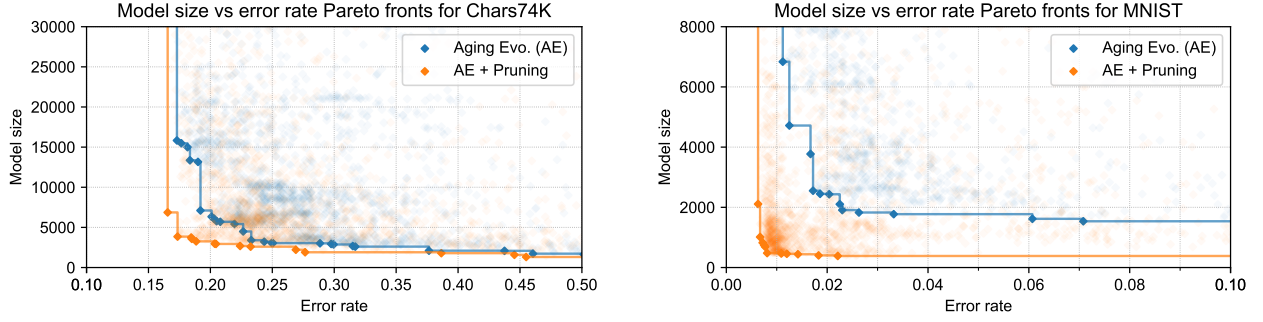 Model size vs error rate Pareto fronts for Chars74K
30000
25000
20000
15000
10000
5000
0
Model size
Aging Evo. (AE)
AE + Pruning
0.10
0.15
0.20
0.25
0.30
0.35
0.40
0.45
0.50
Error rate
Model size vs error rate Pareto fronts for MNIST
8000
6000
4000
2000
0
Model size
Aging Evo. (AE)
AE + Pruning
0.00
0.02
0.04
0.06
0.08
0.10
Error rate